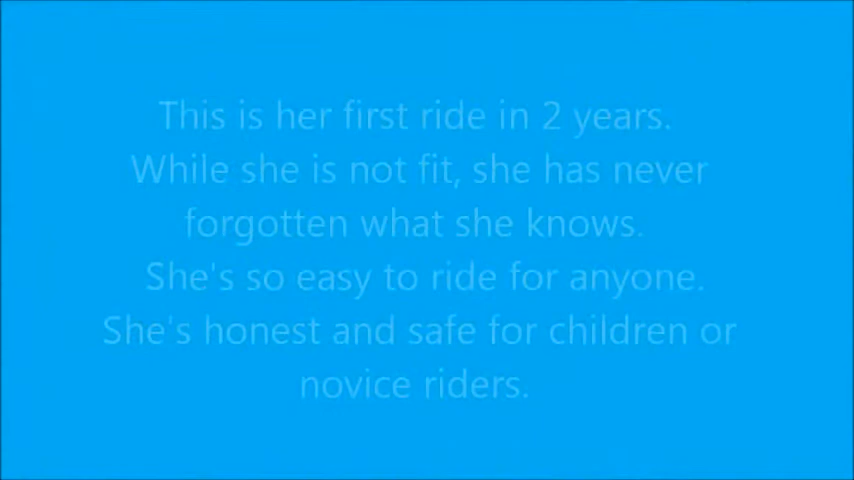 This is her first ride in 2 years.
While she is not fit, she has never
forgotten what she knows.
She's so easy to ride for anyone.
She's honest and safe for children or
novice riders.